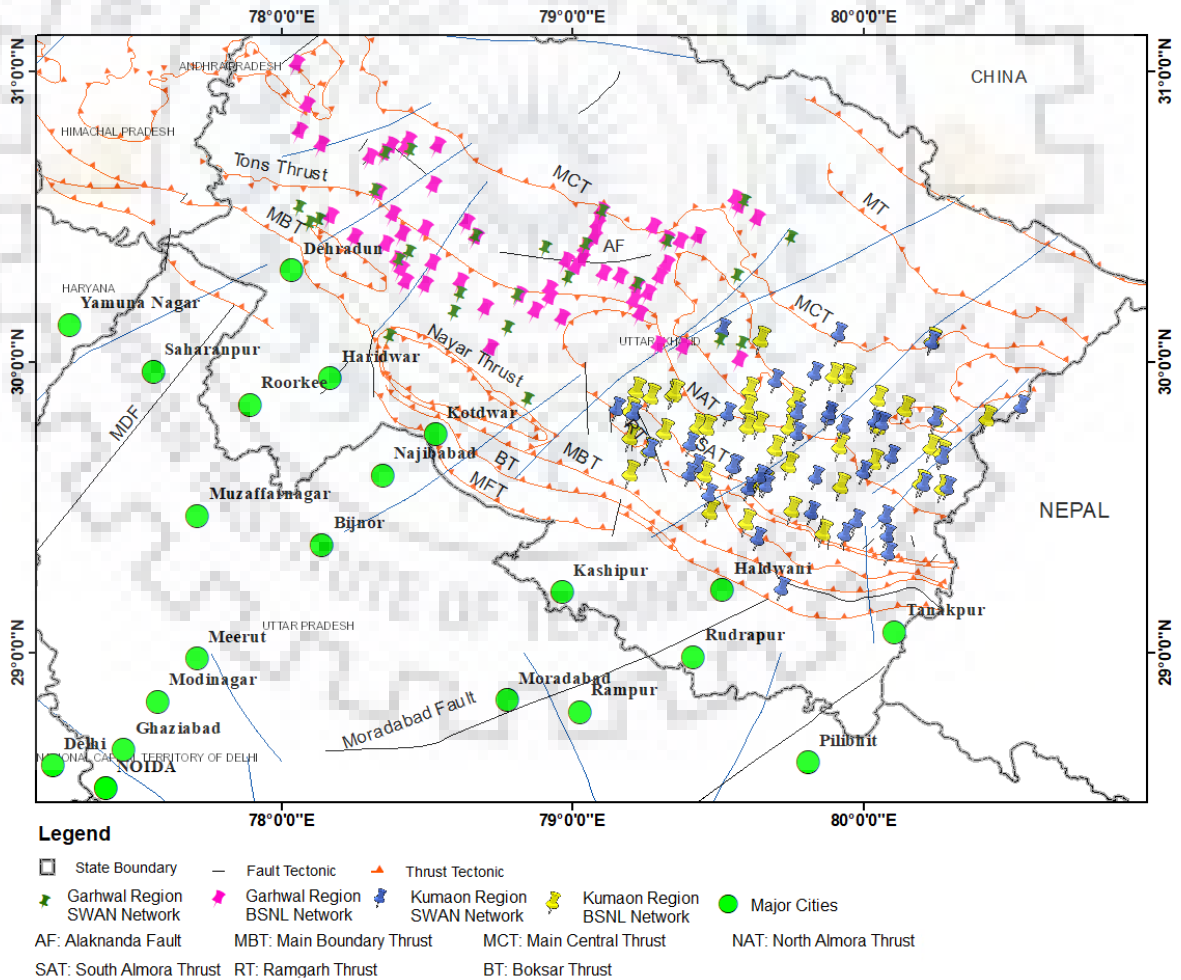 78°0'0"E 79°0'0"E 80°0'0"E
31°0'0"N 31°0'0"N
ANDHRA PRADESH
CHINA
HIMACHAL PRADESH
Tons Thrust
MCT
MT
MBT
AF
Dehradun
HARYANA
Yamuna Nagar
MCT
Nayar Thrust
UTTARAKHAND
30°0'0"N 30°0'0"N
Saharanpur
Haridwar
Roorkee
NAT
Kotdwar
MDF
RT
SAT
Najibabad
BT
MBT
MFT
Muzaffarnagar
NEPAL
Bijnor
Kashipur
Haldwani
Tanakpur
UTTAR PRADESH
Meerut
Rudrapur
29°0'0"N 29°0'0"N
Modinagar
Moradabad
Rampur
Moradabad Fault
Ghaziabad
Pilibhit
Delhi
NATIONAL CAPITAL TERRITORY OF DELHI
NOIDA
78°0'0"E 79°0'0"E 80°0'0"E
Legend
State Boundary Fault Tectonic Thrust Tectonic
Garhwal Region Garhwal Region Kumaon Region Kumaon Region Major Cities
SWAN Network BSNL Network SWAN Network BSNL Network
AF: Alaknanda Fault MBT: Main Boundary Thrust MCT: Main Central Thrust NAT: North Almora Thrust
SAT: South Almora Thrust RT: Ramgarh Thrust BT: Boksar Thrust